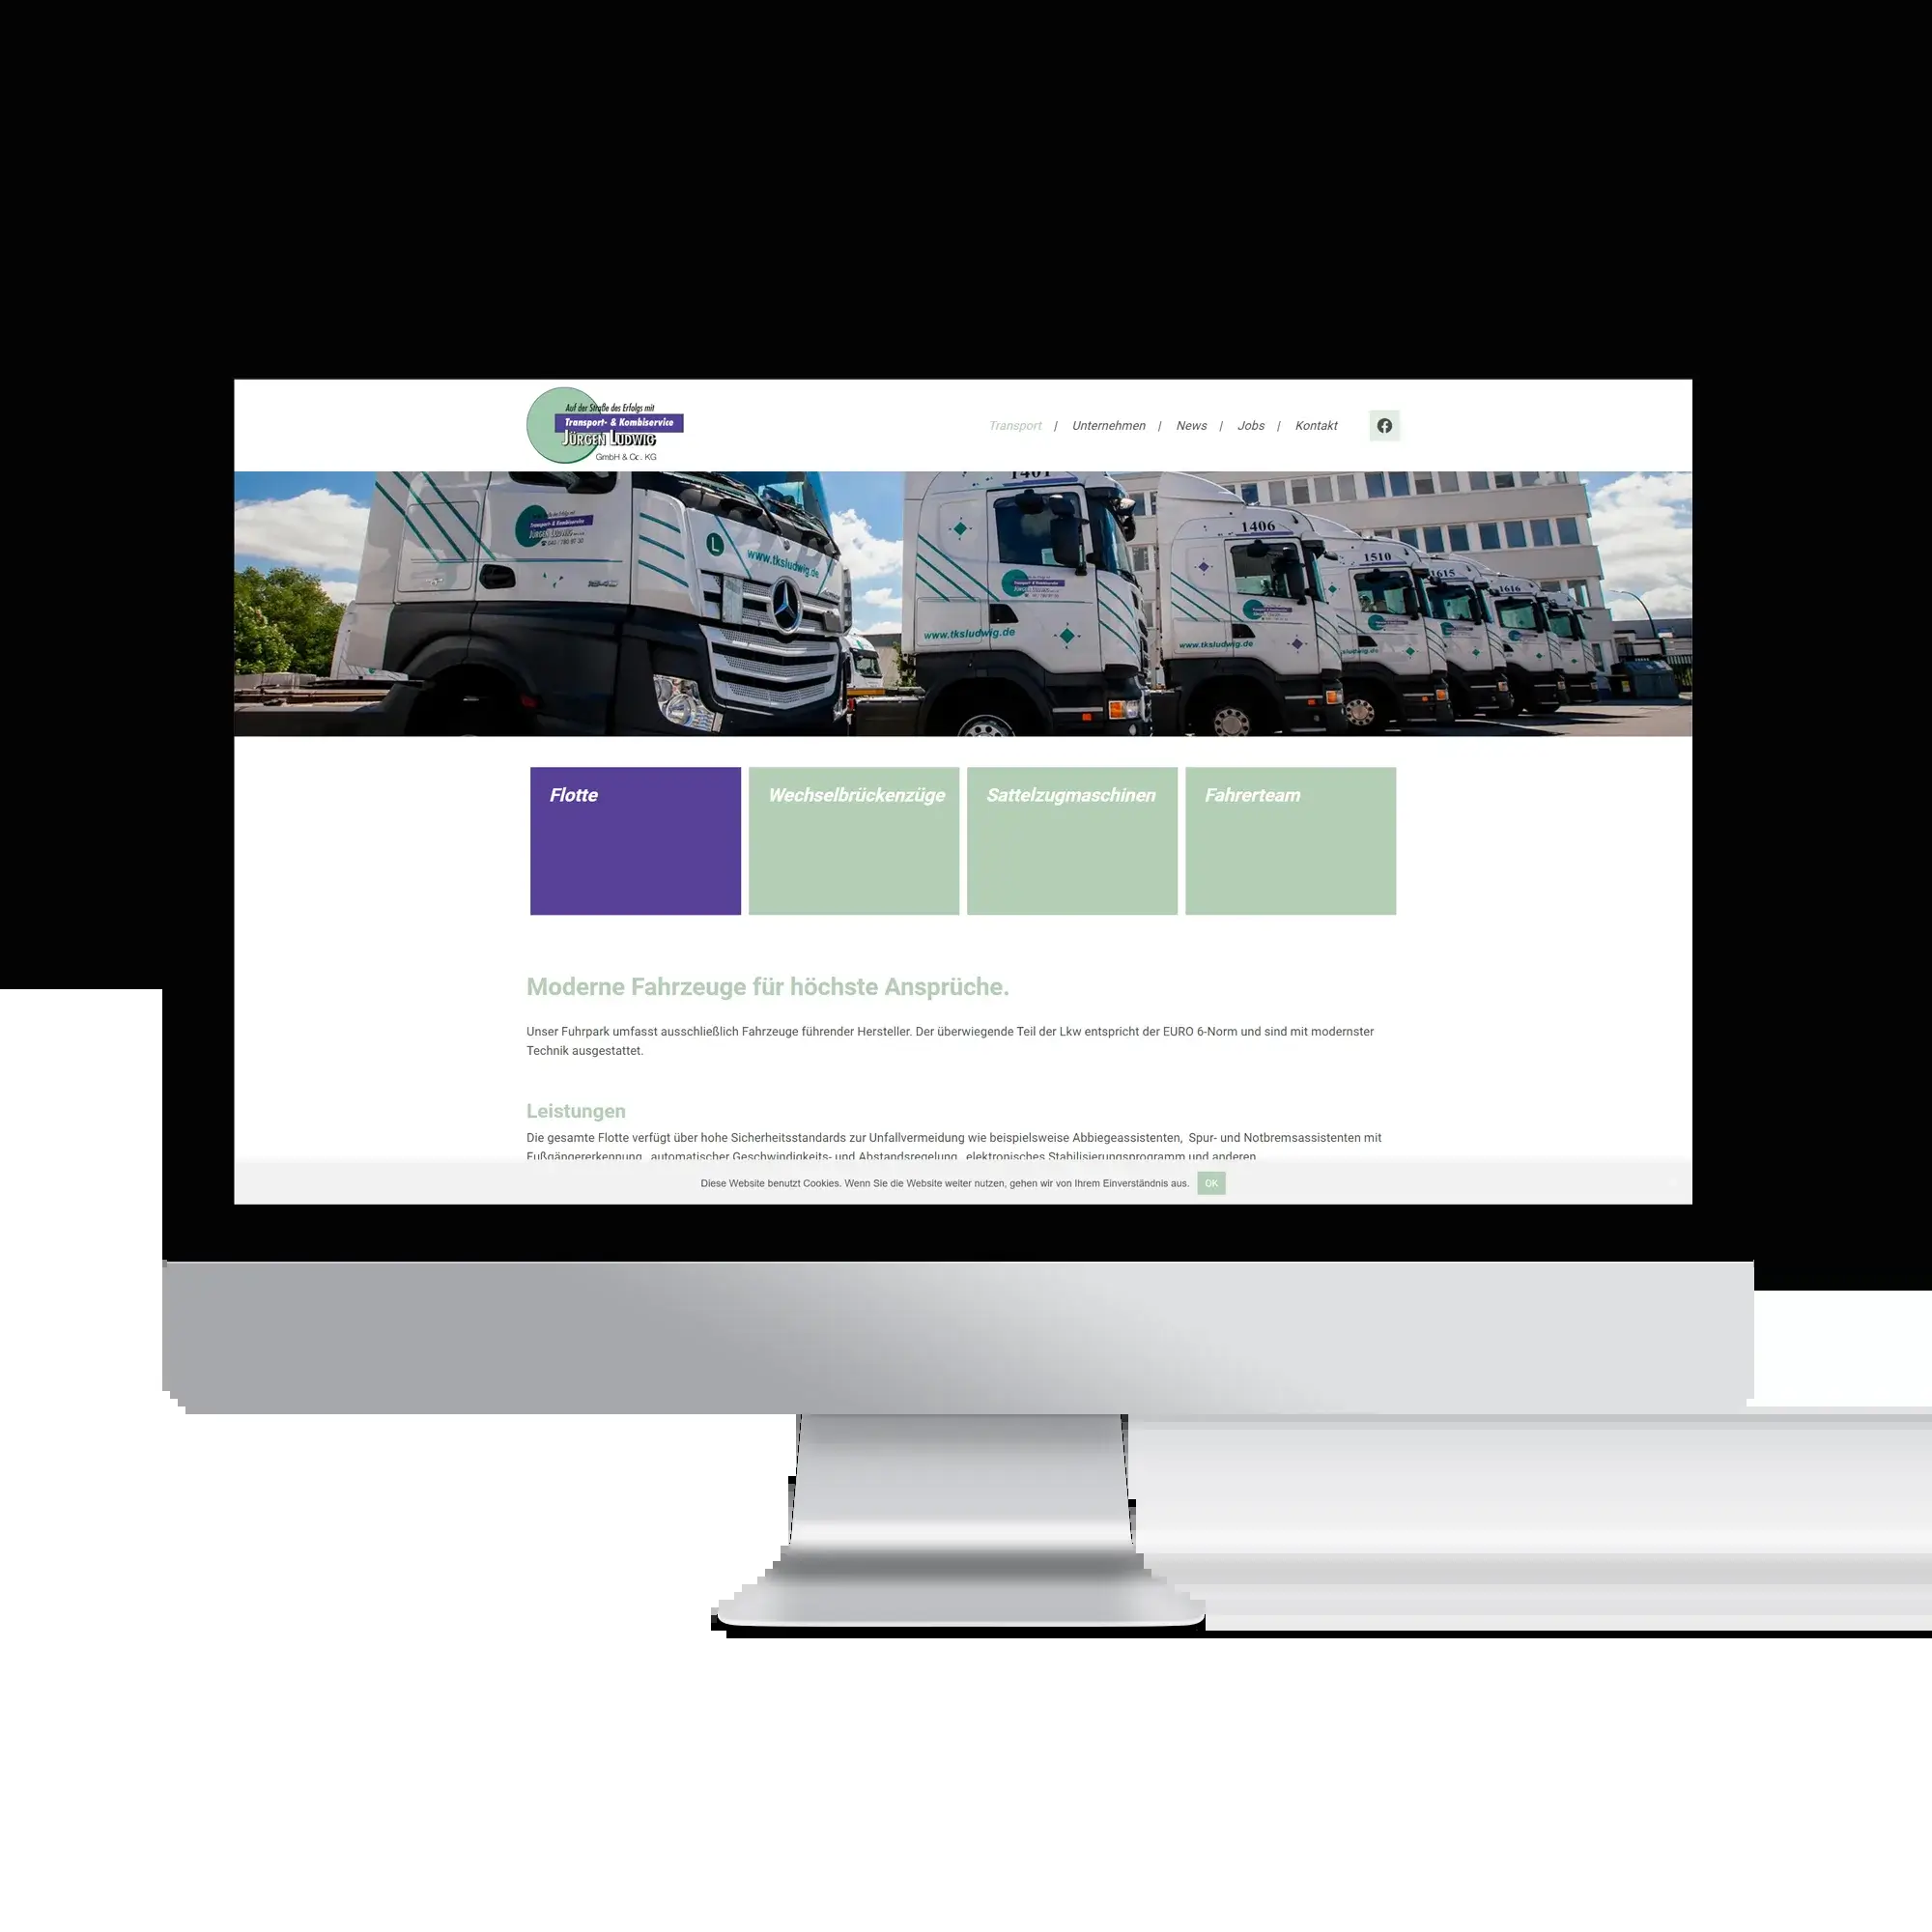 Auf der Straße des Erfolgs mit
Transport- & Kombiservice
JÜRGEN LUDWIG
GmbH & Co. KG
Transport | Unternehmen | News | Jobs | Kontakt
Transport- & Kombiservice
JÜRGEN LUDWIG
L
www.tksludwig.de
1401
www.tksludwig.de
1406
www.tksludwig.de
1510
1615
1616
Flotte
Wechselbrückenzüge
Sattelzugmaschinen
Fahrerteam
Moderne Fahrzeuge für höchste Ansprüche.
Unser Fuhrpark umfasst ausschließlich Fahrzeuge führender Hersteller. Der überwiegende Teil der Lkw entspricht der EURO 6-Norm und sind mit modernster
Technik ausgestattet.
Leistungen
Die gesamte Flotte verfügt über hohe Sicherheitsstandards zur Unfallvermeidung wie beispielsweise Abbiegeassistenten, Spur- und Notbremsassistenten mit
Fußgängererkennung, automatischer Geschwindigkeits- und Abstandsregelung, elektronisches Stabilisierungsprogramm und anderen
Diese Website benutzt Cookies. Wenn Sie die Website weiter nutzen, gehen wir von Ihrem Einverständnis aus. OK